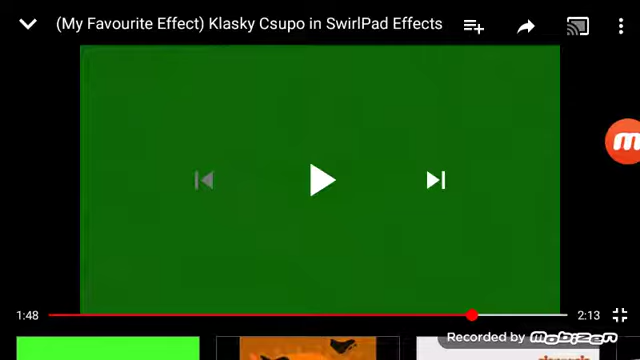 (My Favourite Effect) Klasky Csupo in SwirlPad Effects
1:48
2:13
Recorded by
mobizen